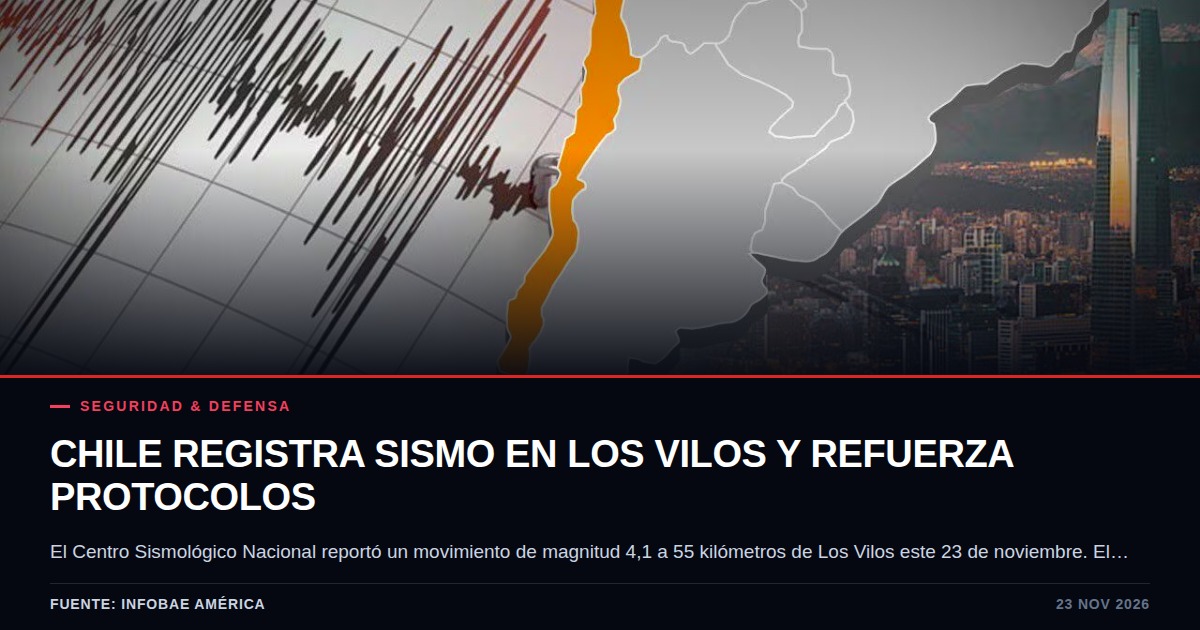 SEGURIDAD & DEFENSA
CHILE REGISTRA SISMO EN LOS VILOS Y REFUERZA
PROTOCOLOS
El Centro Sismológico Nacional reportó un movimiento de magnitud 4,1 a 55 kilómetros de Los Vilos este 23 de noviembre. El…
FUENTE: INFOBAE AMÉRICA
23 NOV 2026